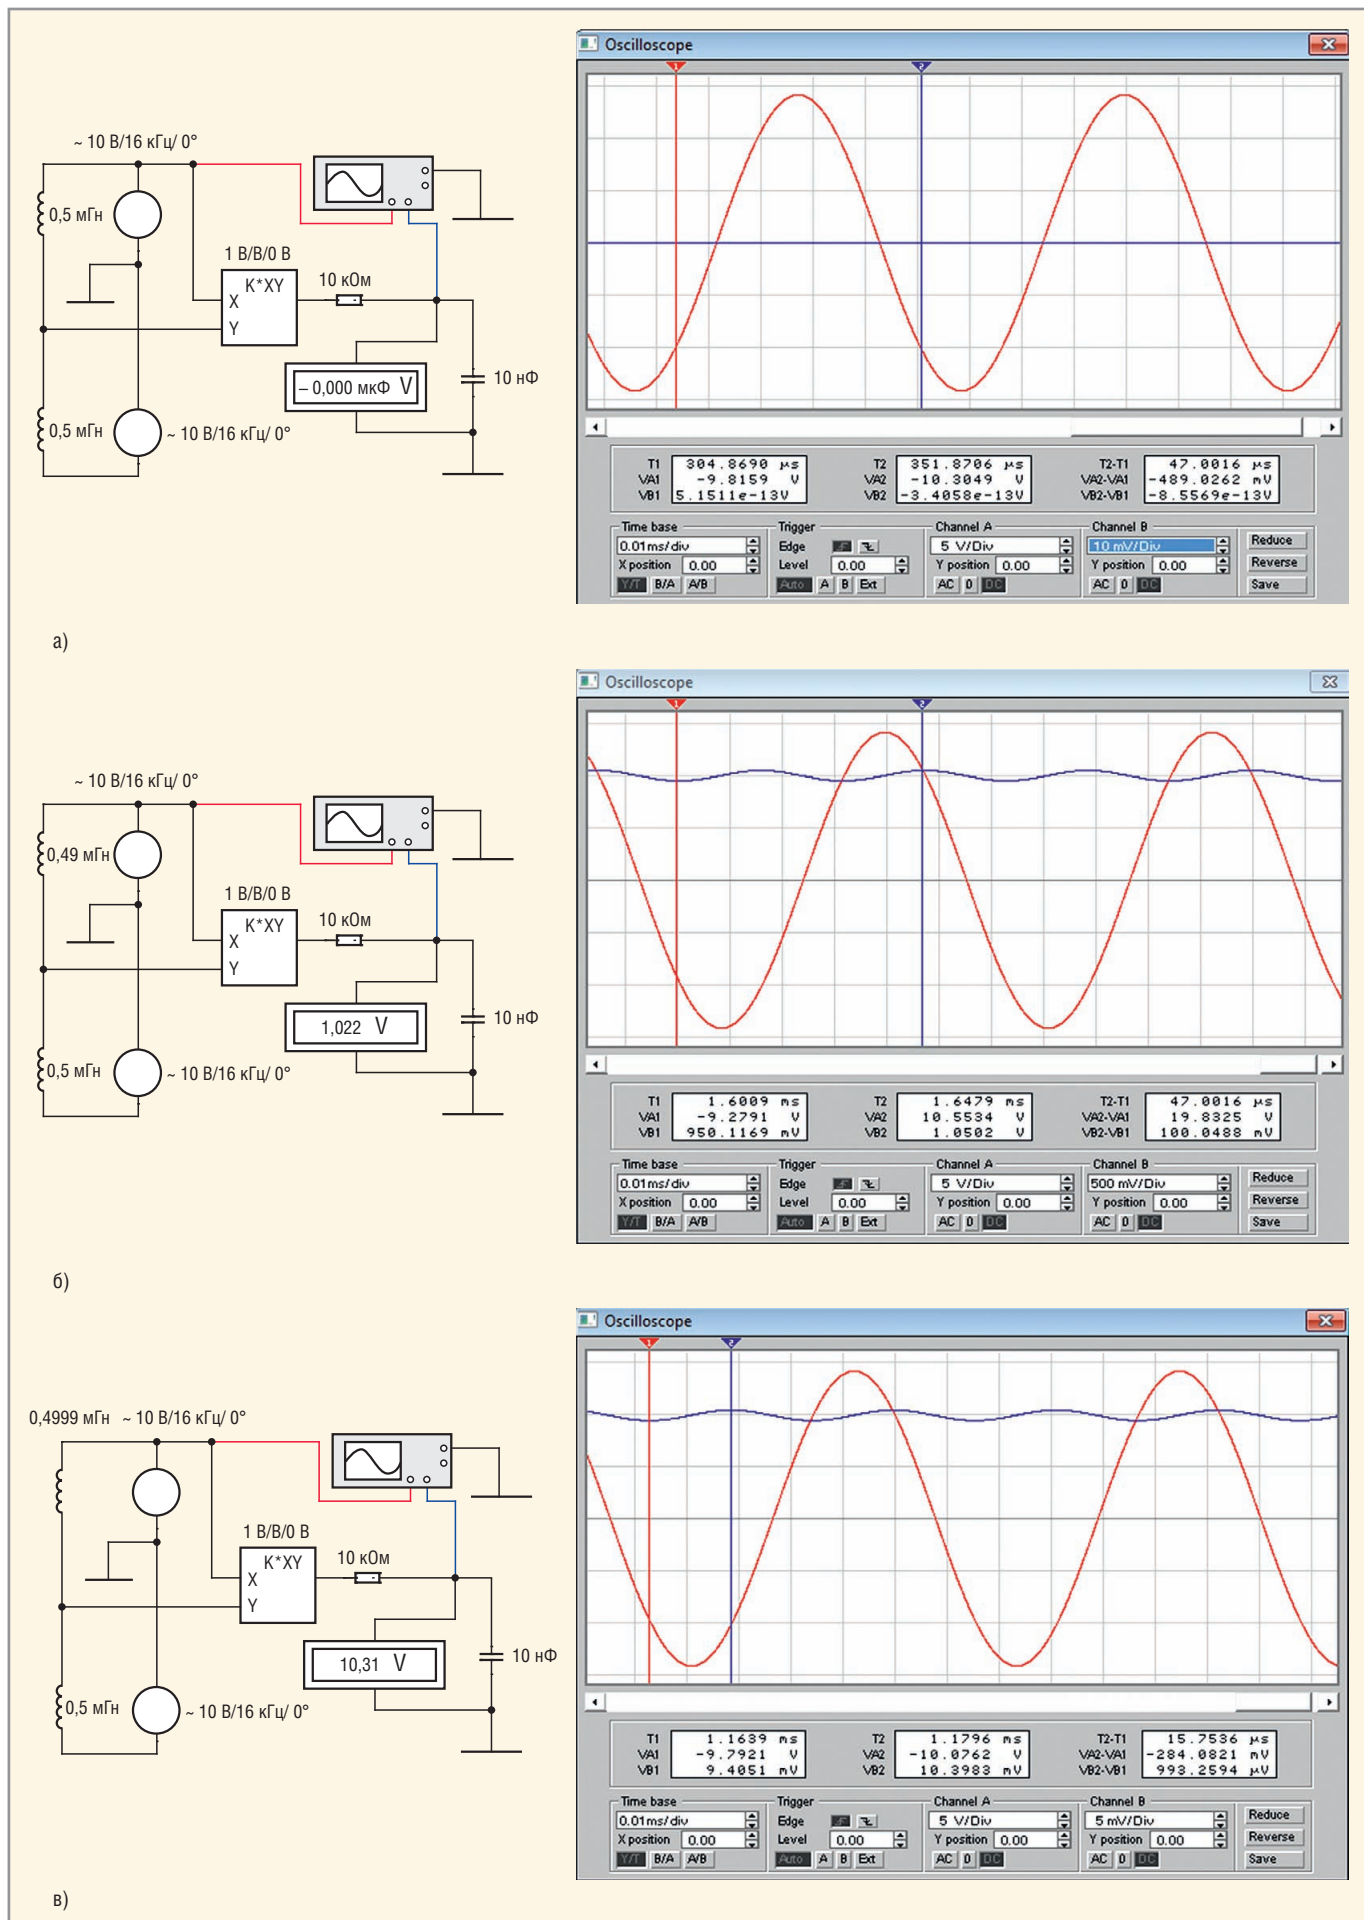 Oscilloscope
~ 10 В/16 кГц/ 0°
0,5 мГн
1 В/В/0 В
K*XY
X
Y
10 кОм
– 0,000 мкФ V
10 нФ
0,5 мГн
~ 10 В/16 кГц/ 0°
1
2
T1 304.8690 µs
VA1 -9.8159 V
VB1 5.1511e-13V
T2 351.8706 µs
VA2 -10.3049 V
VB2 -3.4058e-13V
T2-T1 47.0016 µs
VA2-VA1 -489.0262 mV
VB2-VB1 -8.5569e-13V
Time base
0.01ms/div
X position 0.00
Y/T B/A A/B
Trigger
Edge
Level 0.00
Auto A B Ext
Channel A
5 V/Div
Y position 0.00
AC 0 DC
Channel B
10 mV/Div
Y position 0.00
AC 0 DC
Reduce
Reverse
Save
а)
Oscilloscope
~ 10 В/16 кГц/ 0°
0,49 мГн
1 В/В/0 В
K*XY
X
Y
10 кОм
1,022 V
10 нФ
0,5 мГн
~ 10 В/16 кГц/ 0°
1
2
T1 1.6009 ms
VA1 -9.2791 V
VB1 950.1169 mV
T2 1.6479 ms
VA2 10.5534 V
VB2 1.0502 V
T2-T1 47.0016 µs
VA2-VA1 19.8325 V
VB2-VB1 100.0488 mV
Time base
0.01ms/div
X position 0.00
Y/T B/A A/B
Trigger
Edge
Level 0.00
Auto A B Ext
Channel A
5 V/Div
Y position 0.00
AC 0 DC
Channel B
500 mV/Div
Y position 0.00
AC 0 DC
Reduce
Reverse
Save
б)
Oscilloscope
0,4999 мГн ~ 10 В/16 кГц/ 0°
1 В/В/0 В
K*XY
X
Y
10 кОм
10,31 V
10 нФ
0,5 мГн
~ 10 В/16 кГц/ 0°
1
2
T1 1.1639 ms
VA1 -9.7921 V
VB1 9.4051 mV
T2 1.1796 ms
VA2 -10.0762 V
VB2 10.3983 mV
T2-T1 15.7536 µs
VA2-VA1 -284.0821 mV
VB2-VB1 993.2594 µV
Time base
0.01ms/div
X position 0.00
Y/T B/A A/B
Trigger
Edge
Level 0.00
Auto A B Ext
Channel A
5 V/Div
Y position 0.00
AC 0 DC
Channel B
5 mV/Div
Y position 0.00
AC 0 DC
Reduce
Reverse
Save
в)